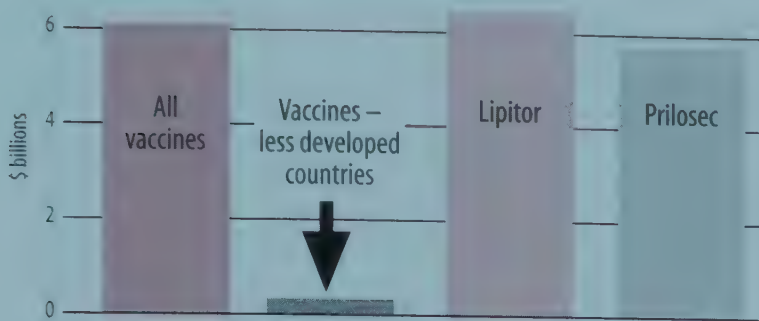 6
4
2
0
$ billions
All
vaccines
Vaccines –
less developed
countries
Lipitor
Prilosec